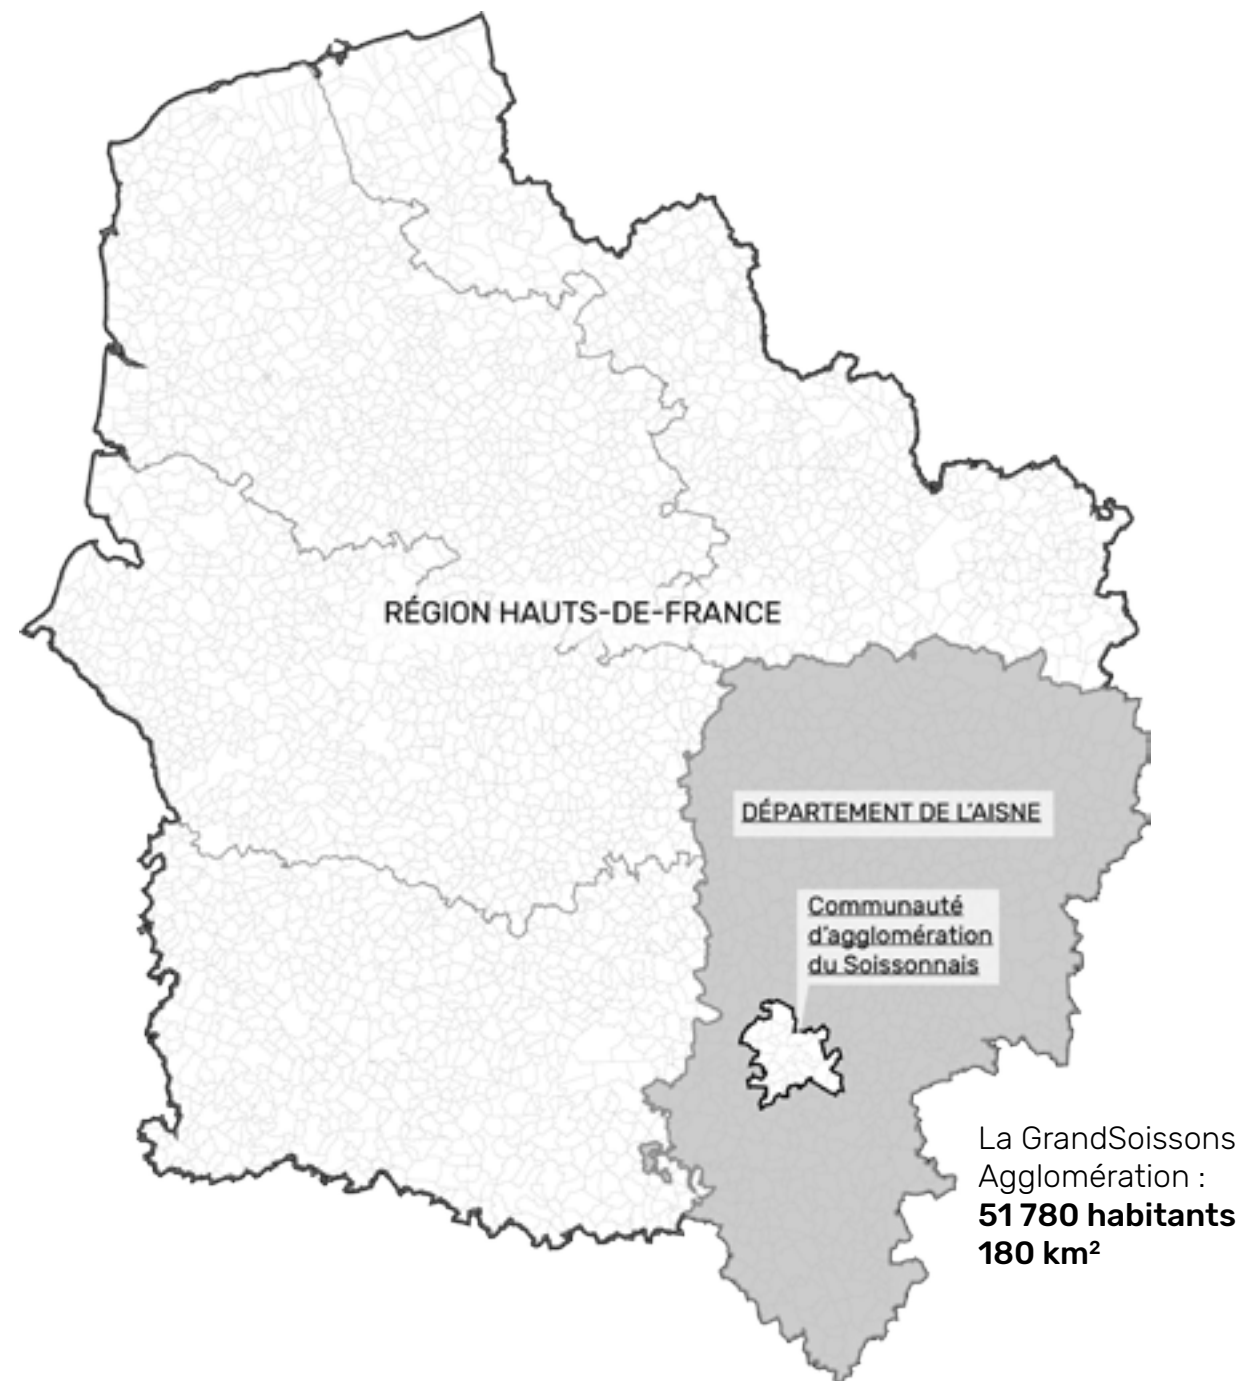 RÉGION HAUTS-DE-FRANCE
DÉPARTEMENT DE L'AISNE
Communauté
d'agglomération
du Soissonnais
La GrandSoissons
Agglomération :
51 780 habitants
180 km²